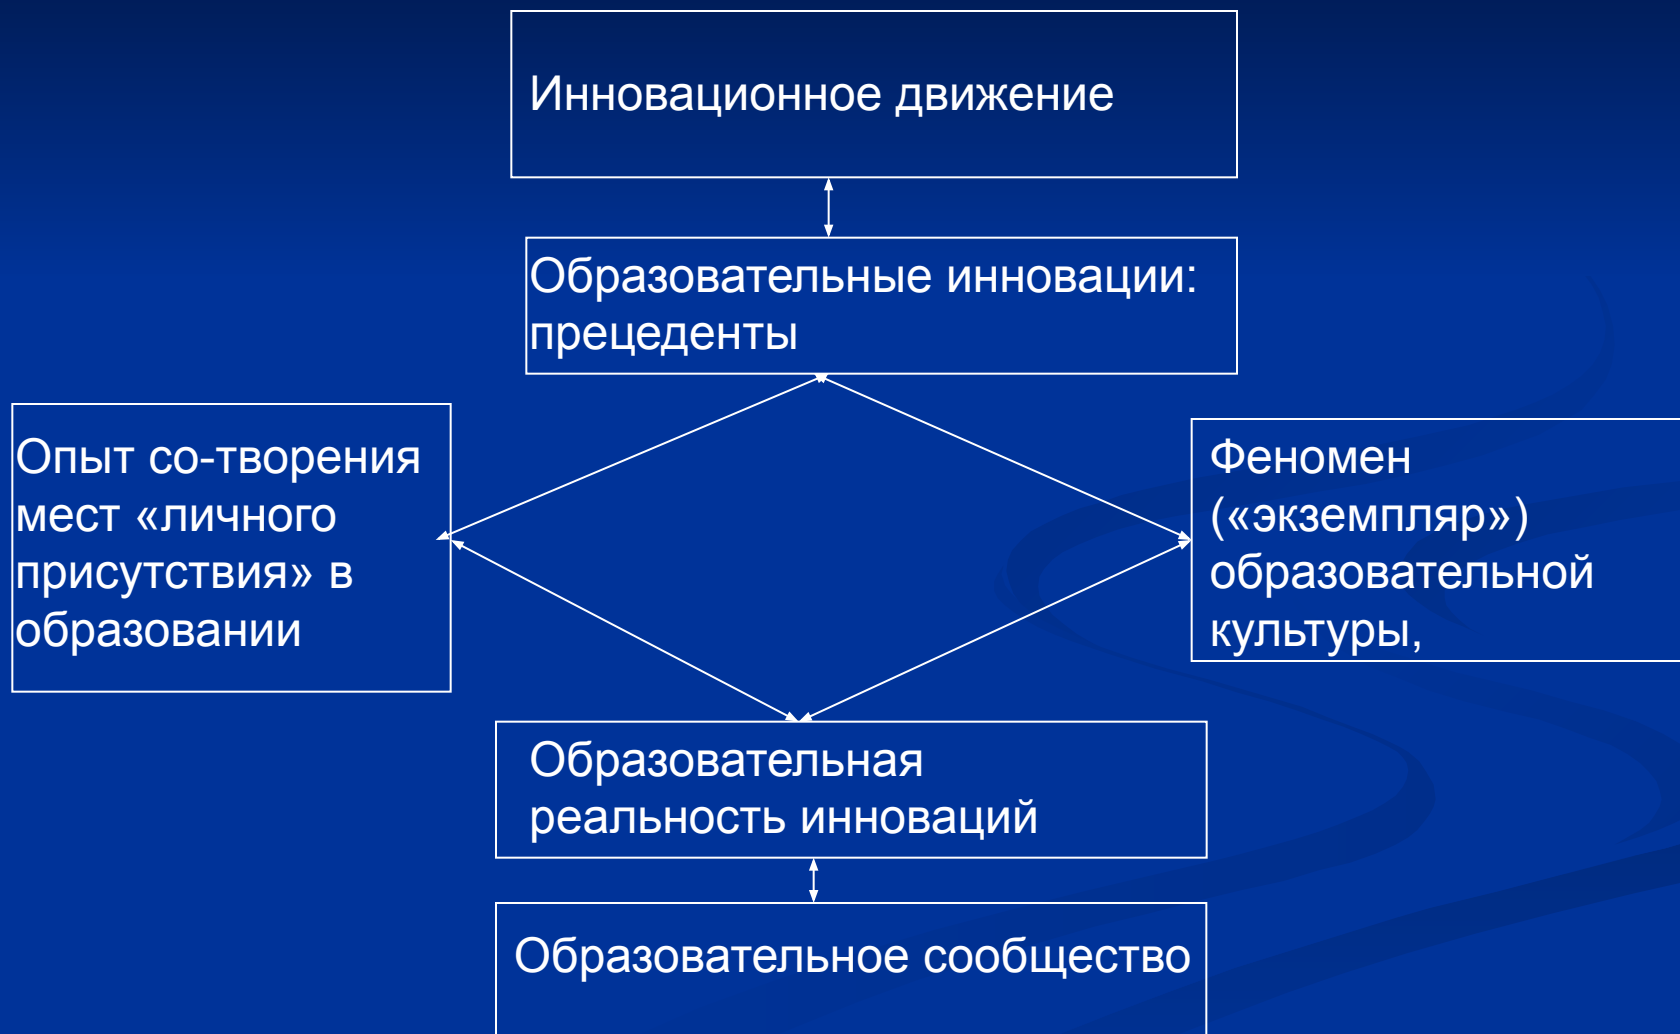 Инновационное движение
Образовательные инновации:
прецеденты
Опыт со-творения
мест «личного
присутствия» в
образовании
Феномен
(«экземпляр»)
образовательной
культуры,
Образовательная
реальность инноваций
Образовательное сообщество